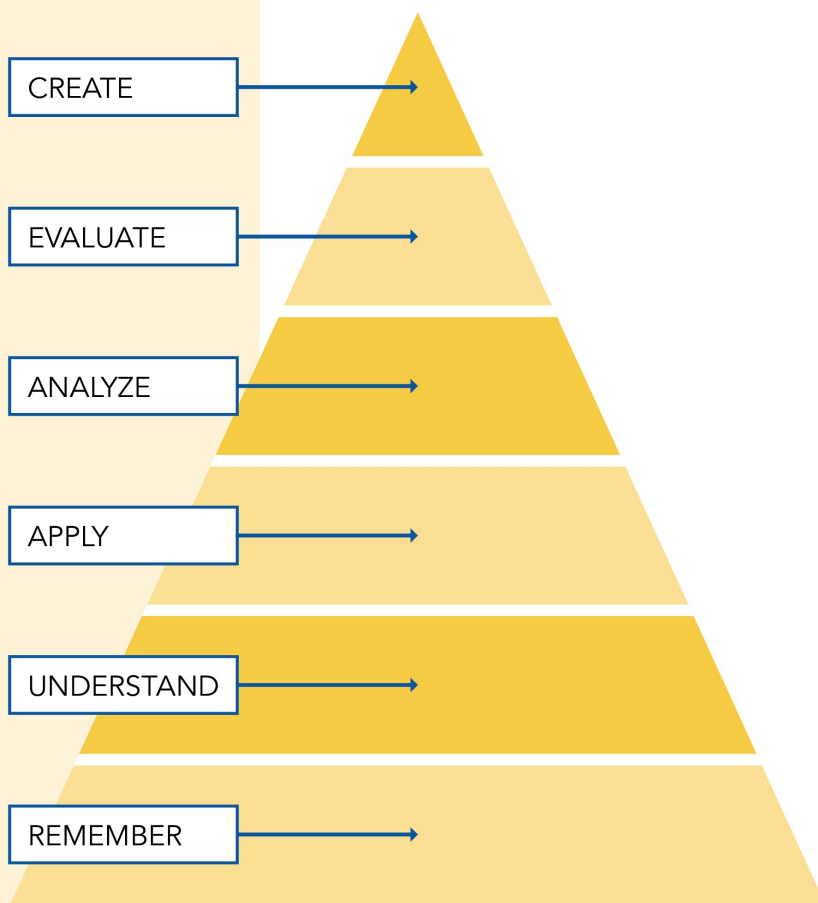 CREATE
EVALUATE
ANALYZE
APPLY
UNDERSTAND
REMEMBER